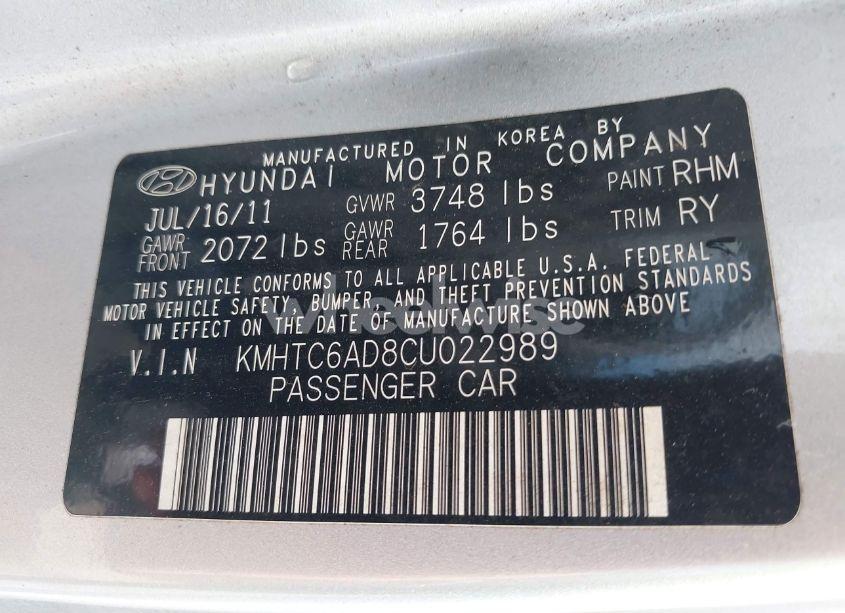 MANUFACTURED IN KOREA BY
HYUNDAI MOTOR COMPANY
JUL/16/11 GVWR 3748 lbs PAINT RHM
GAWR FRONT 2072 lbs GAWR REAR 1764 lbs TRIM RY
THIS VEHICLE CONFORMS TO ALL APPLICABLE U.S.A. FEDERAL
MOTOR VEHICLE SAFETY, BUMPER, AND THEFT PREVENTION STANDARDS
IN EFFECT ON THE DATE OF MANUFACTURE SHOWN ABOVE
wheelwise
V.I.N KMHTC6AD8CU022989
PASSENGER CAR